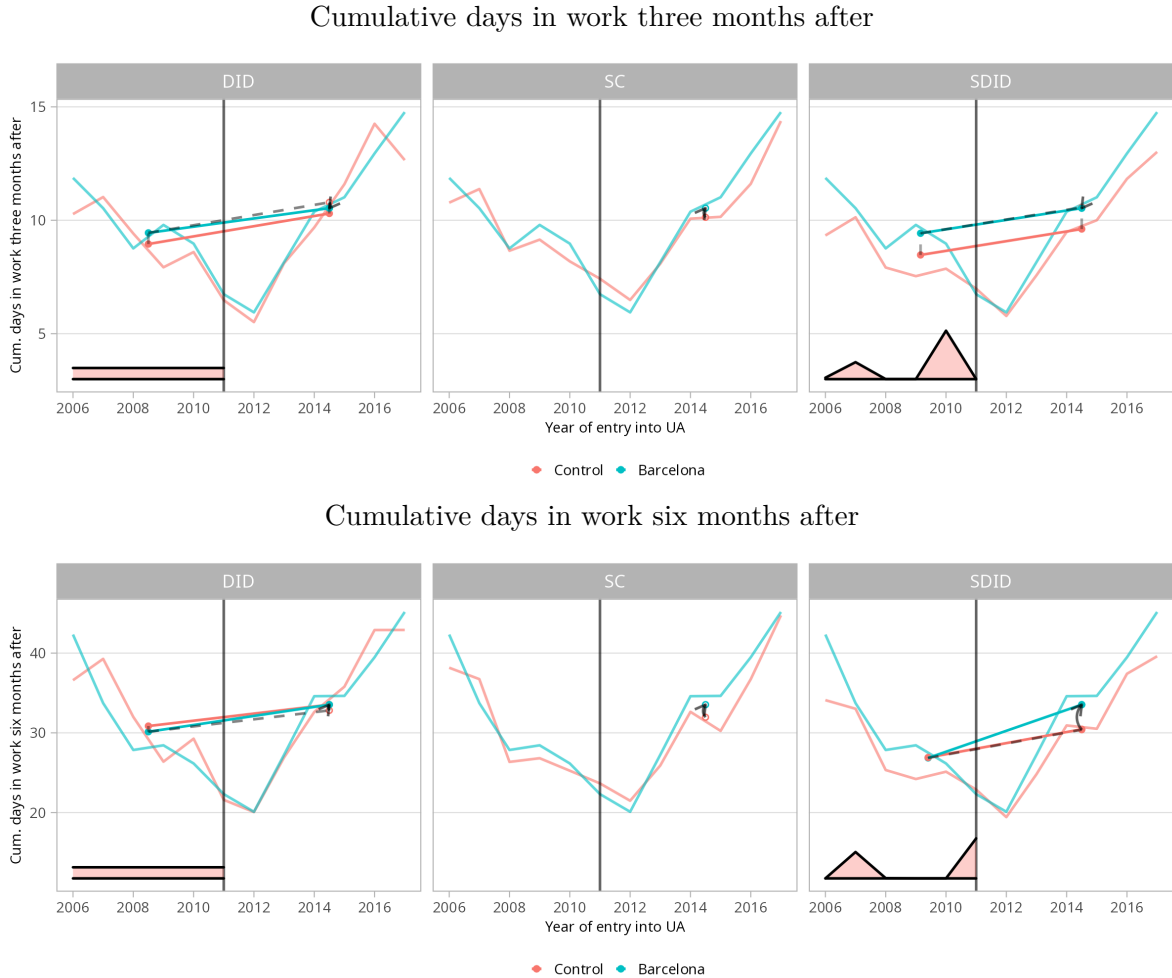 Cumulative days in work three months after
DID
SC
SDID
Cum. days in work three months after
15
10
5
2006 2008 2010 2012 2014 2016
2006 2008 2010 2012 2014 2016
2006 2008 2010 2012 2014 2016
Year of entry into UA
Control Barcelona
Cumulative days in work six months after
DID
SC
SDID
Cum. days in work six months after
40
30
20
2006 2008 2010 2012 2014 2016
2006 2008 2010 2012 2014 2016
2006 2008 2010 2012 2014 2016
Year of entry into UA
Control Barcelona